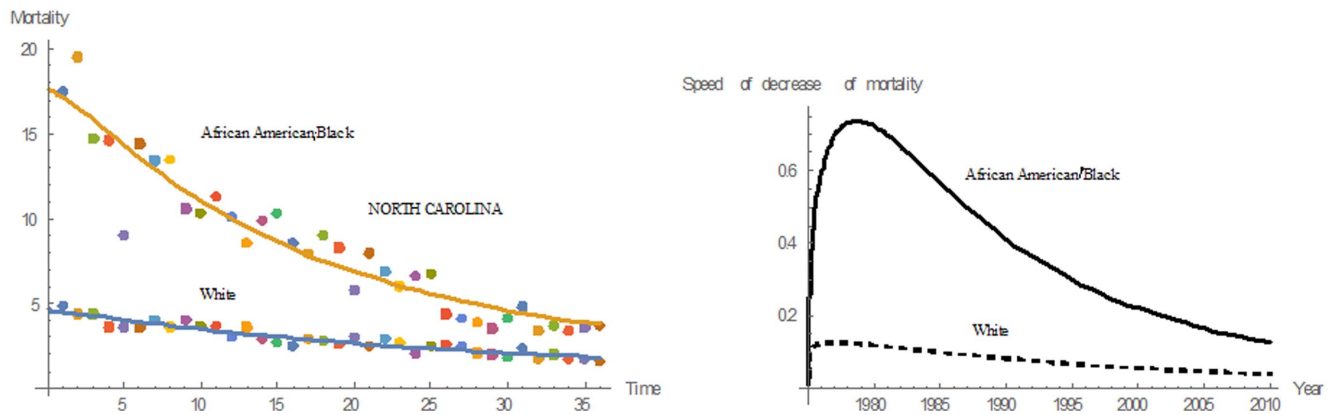 Mortality
20
15
10
5
African American/Black
NORTH CAROLINA
White
5 10 15 20 25 30 35 Time
Speed of decrease of mortality
0.6
0.4
0.2
African American/Black
White
1980 1985 1990 1995 2000 2005 2010 Year